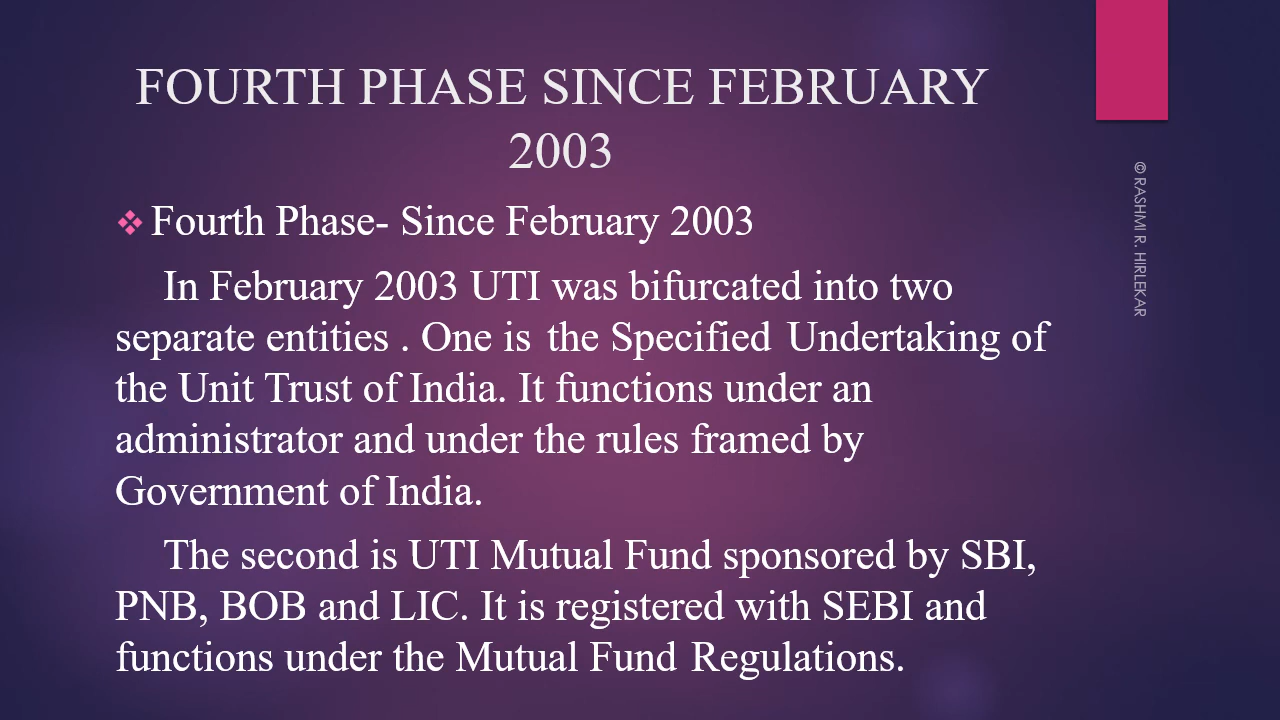 FOURTH PHASE SINCE FEBRUARY
2003
❖ Fourth Phase- Since February 2003
In February 2003 UTI was bifurcated into two
separate entities . One is the Specified Undertaking of
the Unit Trust of India. It functions under an
administrator and under the rules framed by
Government of India.
The second is UTI Mutual Fund sponsored by SBI,
PNB, BOB and LIC. It is registered with SEBI and
functions under the Mutual Fund Regulations.
© RASHMI R. HIRLEKAR